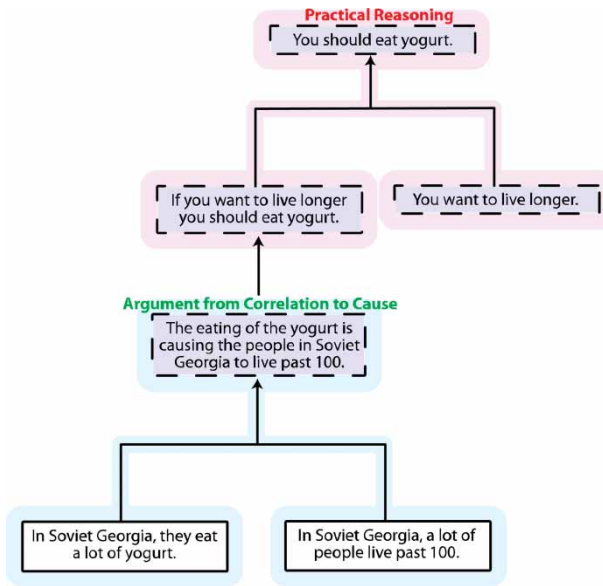 Practical Reasoning
You should eat yogurt.
If you want to live longer
you should eat yogurt.
You want to live longer.
Argument from Correlation to Cause
The eating of the yogurt is
causing the people in Soviet
Georgia to live past 100.
In Soviet Georgia, they eat
a lot of yogurt.
In Soviet Georgia, a lot of
people live past 100.